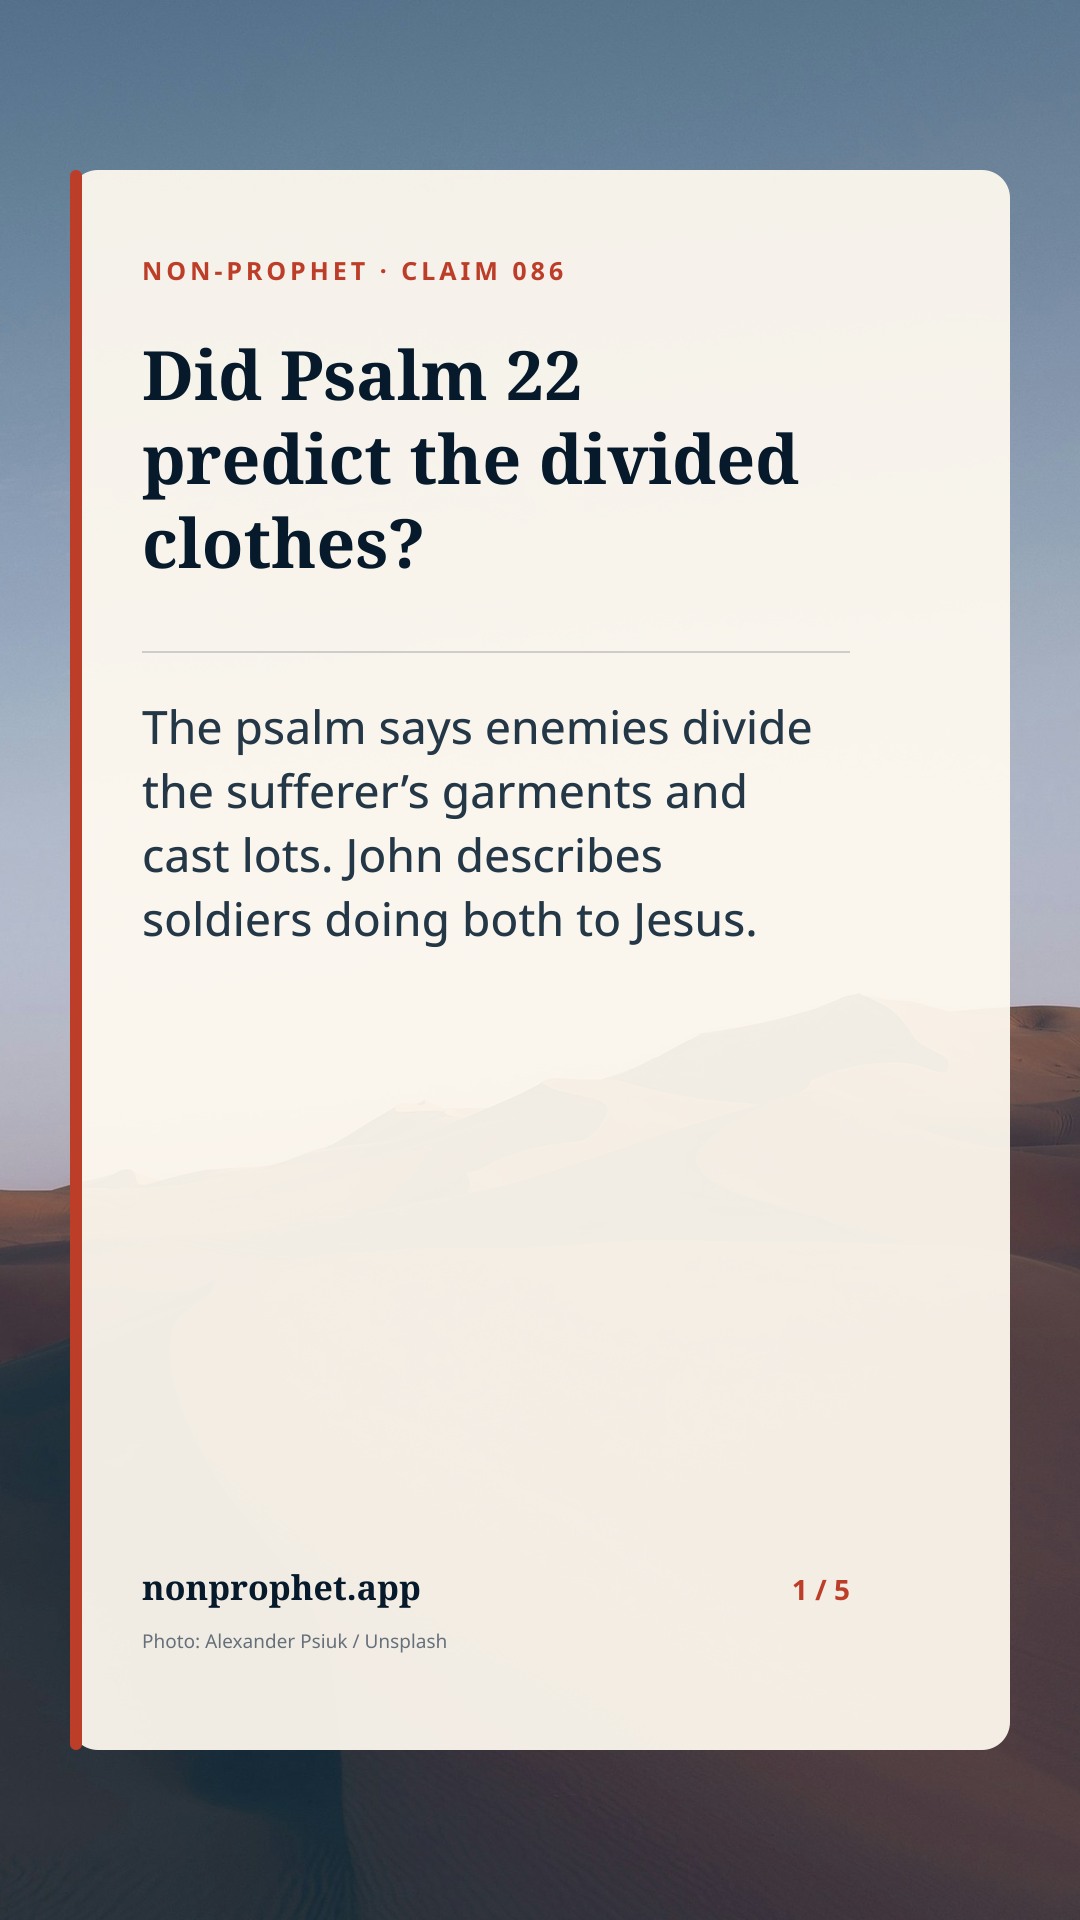 NON-PROPHET · CLAIM 086
Did Psalm 22
predict the divided
clothes?
The psalm says enemies divide
the sufferer’s garments and
cast lots. John describes
soldiers doing both to Jesus.
nonprophet.app
1 / 5
Photo: Alexander Psiuk / Unsplash